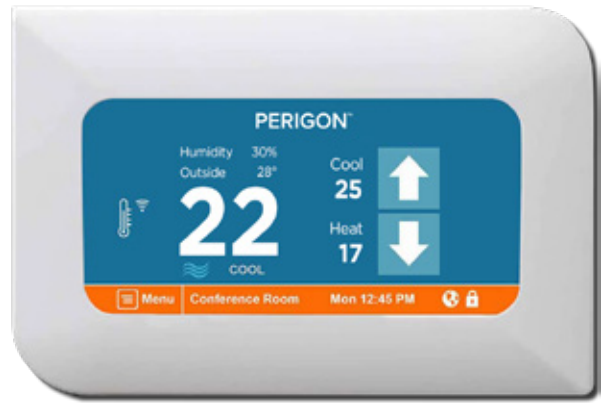 PERIGON™
Humidity 30%
Outside 28°
22
COOL
Cool
25
Heat
17
Menu Conference Room Mon 12:45 PM